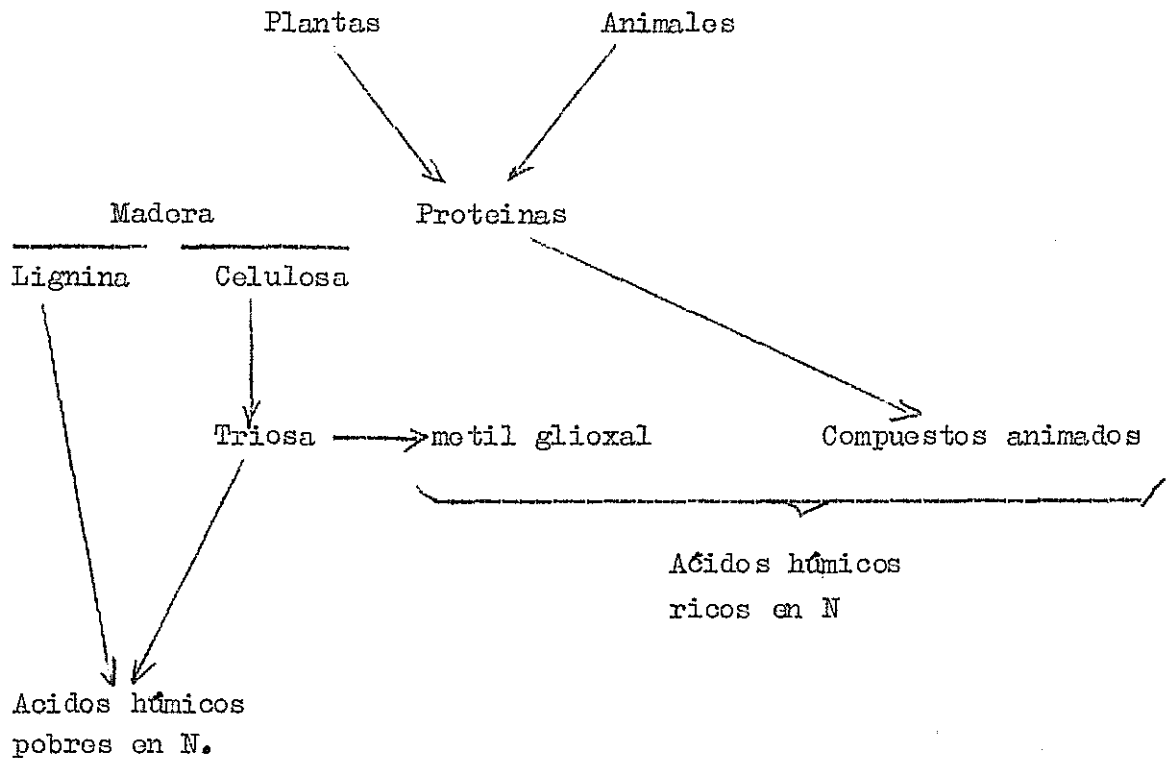 Plantas Animales
Madera Proteinas
Lignina Celulosa
Triosa metil glioxal Compuestos animados
Acidos húmicos
ricos en N
Acidos húmicos
pobres en N.